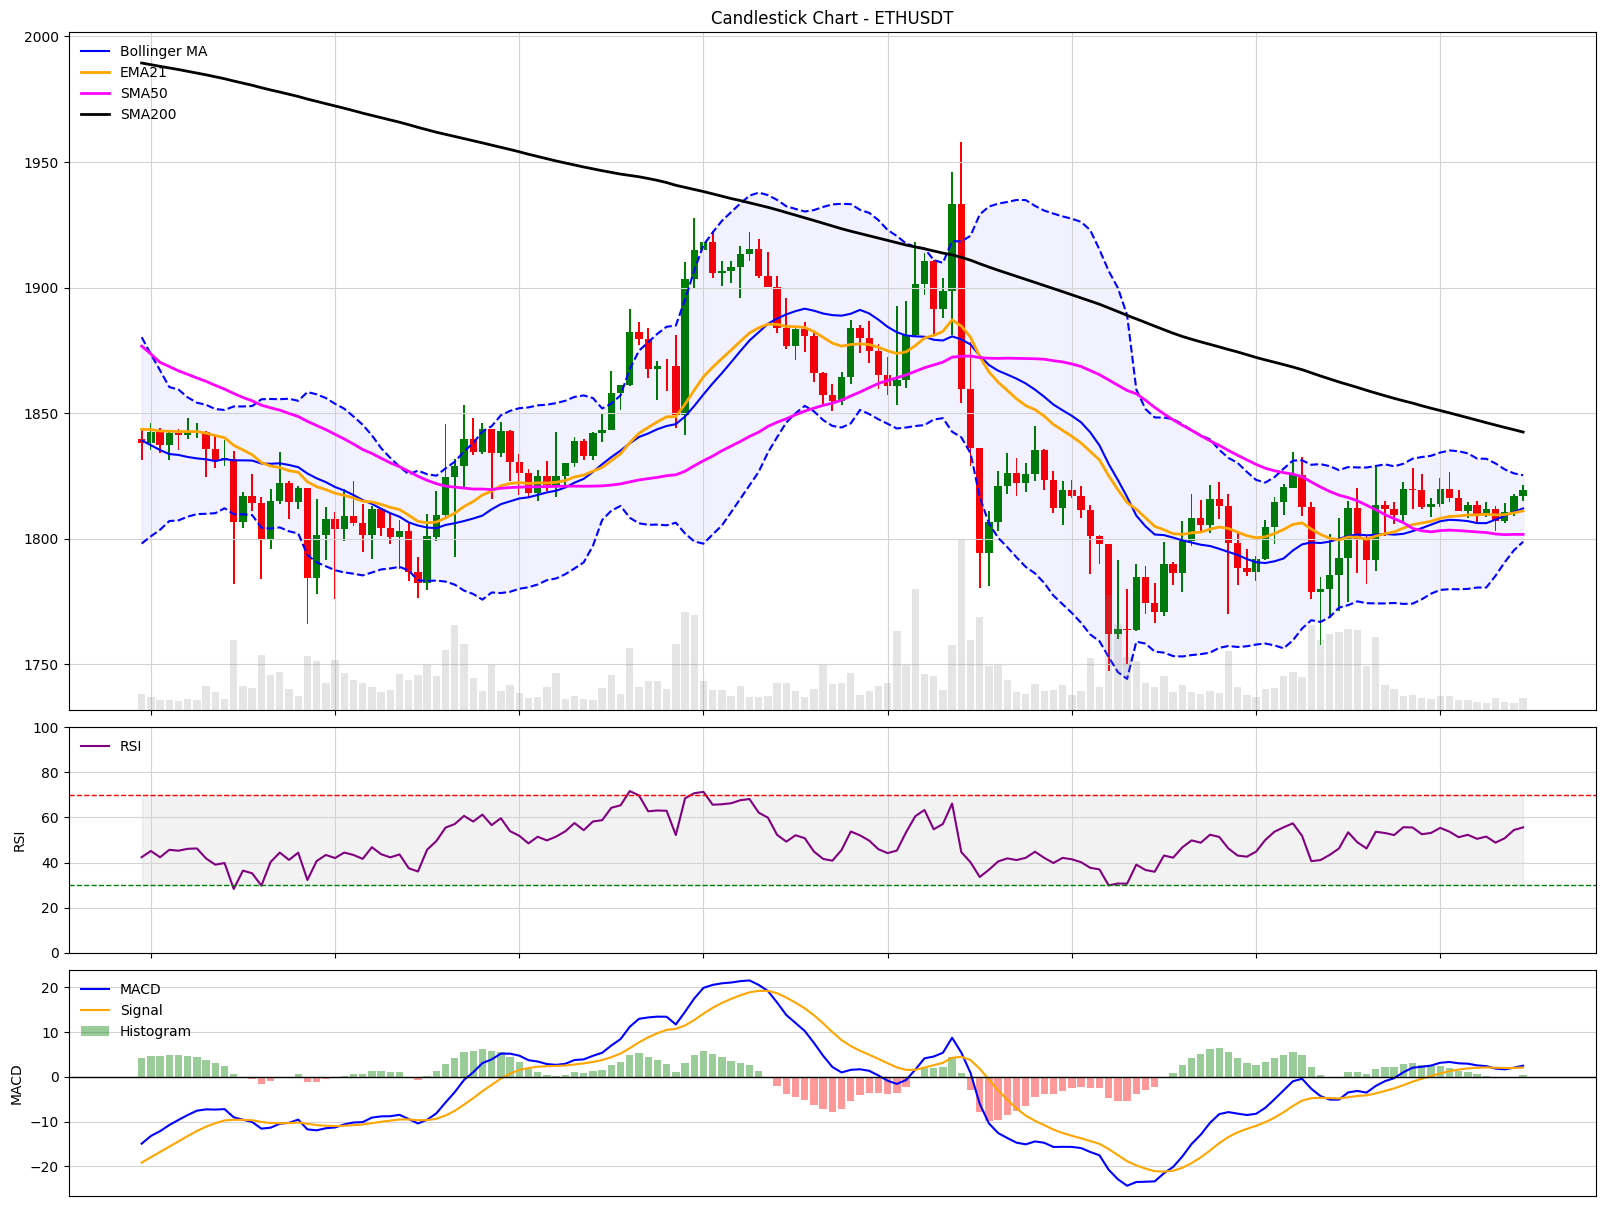 Candlestick Chart - ETHUSDT
2000
1950
1900
1850
1800
1750
Bollinger MA
EMA21
SMA50
SMA200
100
80
60
40
20
0
RSI
RSI
20
10
0
−10
−20
MACD
MACD
Signal
Histogram